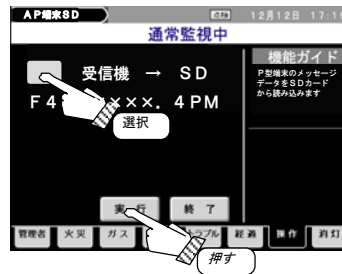 AP端末SD 12月12日 17:1
通常監視中
機能ガイド
受信機 → SD
P型端末のメッセージ
データをSDカード
から読み込みます
F4 ××. 4PM
選択
実行 終了
管理者 火災 ガス トラブル 経過 操作 消灯
押す